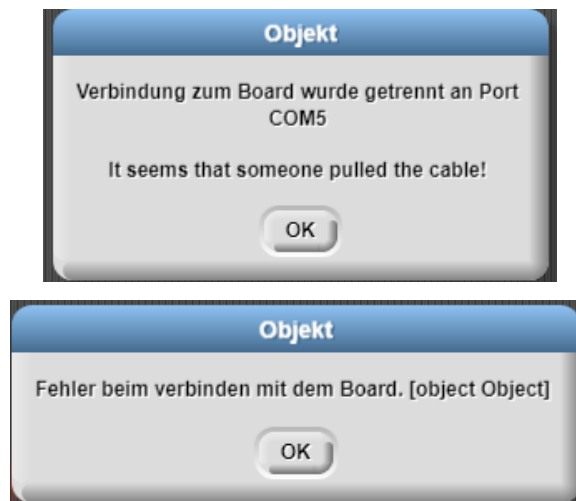 Objekt
Verbindung zum Board wurde getrennt an Port
COM5
It seems that someone pulled the cable!
OK
Objekt
Fehler beim verbinden mit dem Board. [object Object]
OK